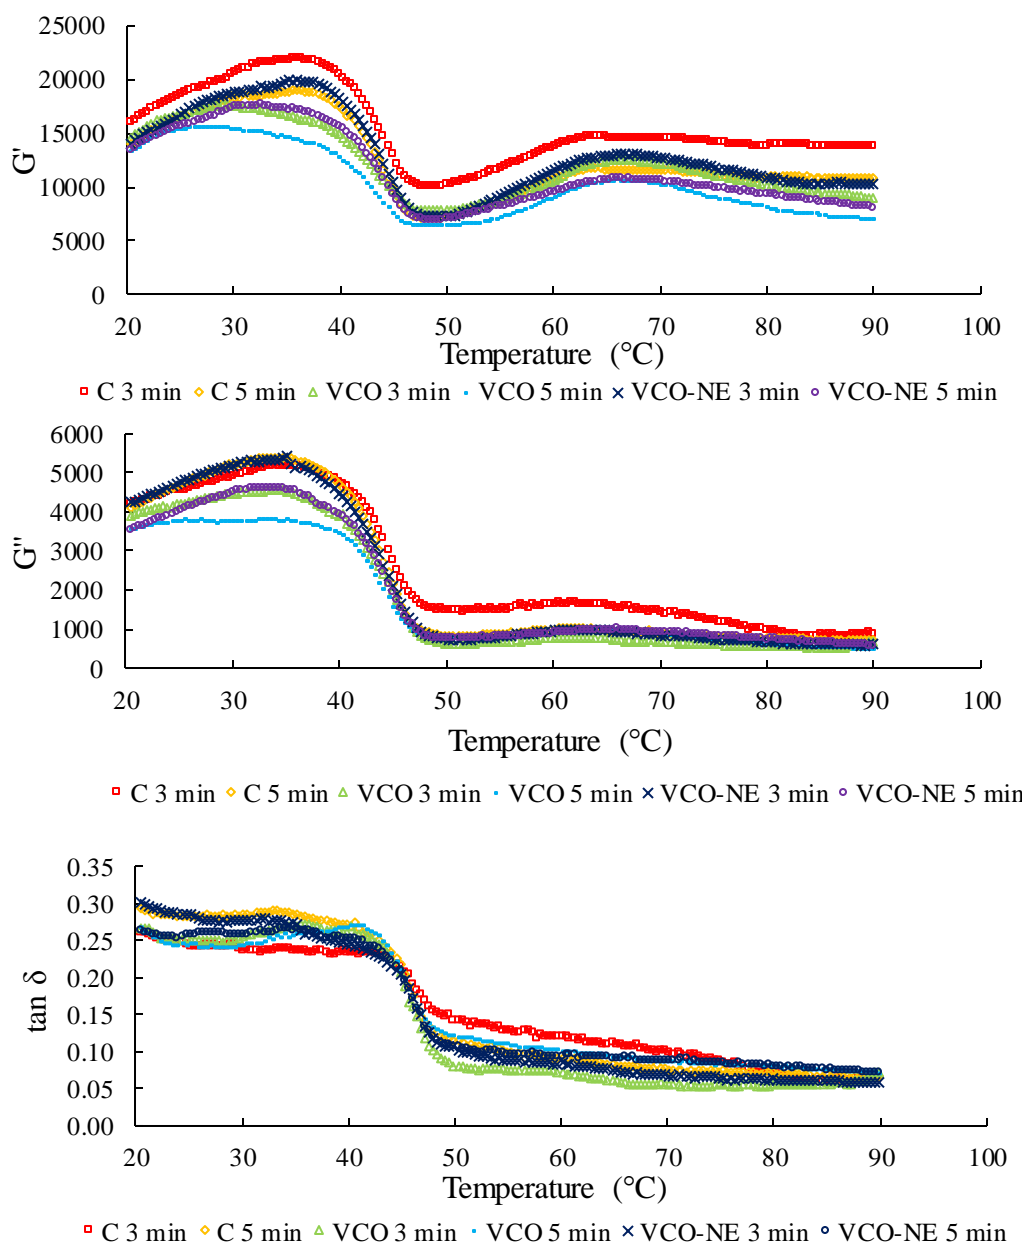 25000
20000
15000
G'
10000
5000
0
20 30 40 50 60 70 80 90 100
Temperature (°C)
C 3 min C 5 min VCO 3 min VCO 5 min VCO-NE 3 min VCO-NE 5 min
6000
5000
4000
G"
3000
2000
1000
0
20 30 40 50 60 70 80 90 100
Temperature (°C)
C 3 min C 5 min VCO 3 min VCO 5 min VCO-NE 3 min VCO-NE 5 min
0.35
0.30
0.25
0.20
tan δ
0.15
0.10
0.05
0.00
20 30 40 50 60 70 80 90 100
Temperature (°C)
C 3 min C 5 min VCO 3 min VCO 5 min VCO-NE 3 min VCO-NE 5 min